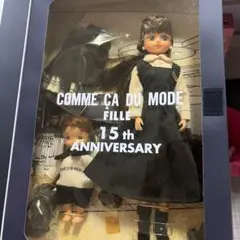 COMME ÇA DU MODE
FILLE
15th
ANNIVERSARY